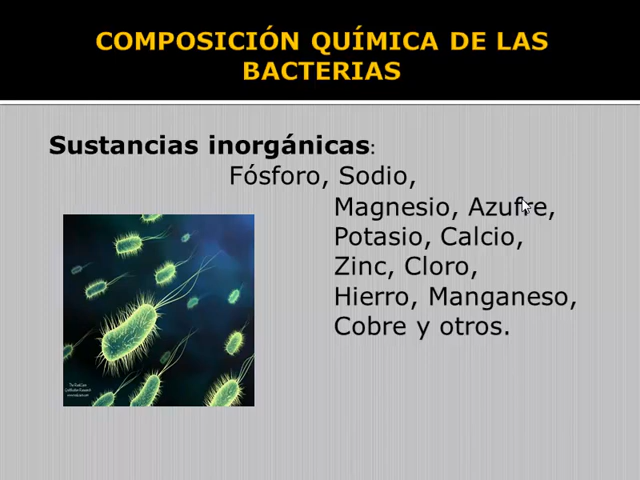 COMPOSICIÓN QUÍMICA DE LAS
BACTERIAS
Sustancias inorgánicas:
Fósforo, Sodio,
Magnesio, Azufre,
Potasio, Calcio,
Zinc, Cloro,
Hierro, Manganeso,
Cobre y otros.